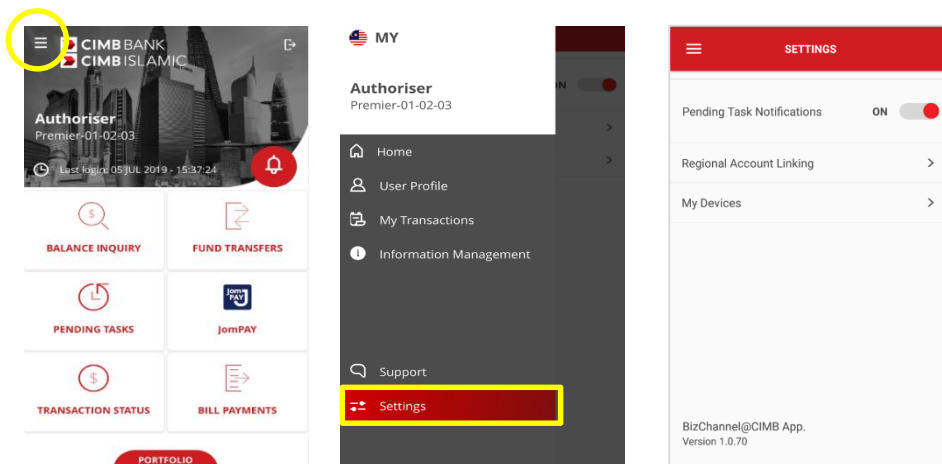 CIMB BANK
CIMB ISLAMIC
Authoriser
Premier-01-02-03
Last login: 05 JUL 2019 - 15:37:24
$
BALANCE INQUIRY
FUND TRANSFERS
PENDING TASKS
Jom
PAY
JomPAY
$
TRANSACTION STATUS
BILL PAYMENTS
PORTFOLIO
MY
Authoriser
Premier-01-02-03
Home
User Profile
My Transactions
Information Management
Support
Settings
SETTINGS
Pending Task Notifications ON
Regional Account Linking
My Devices
BizChannel@CIMB App.
Version 1.0.70